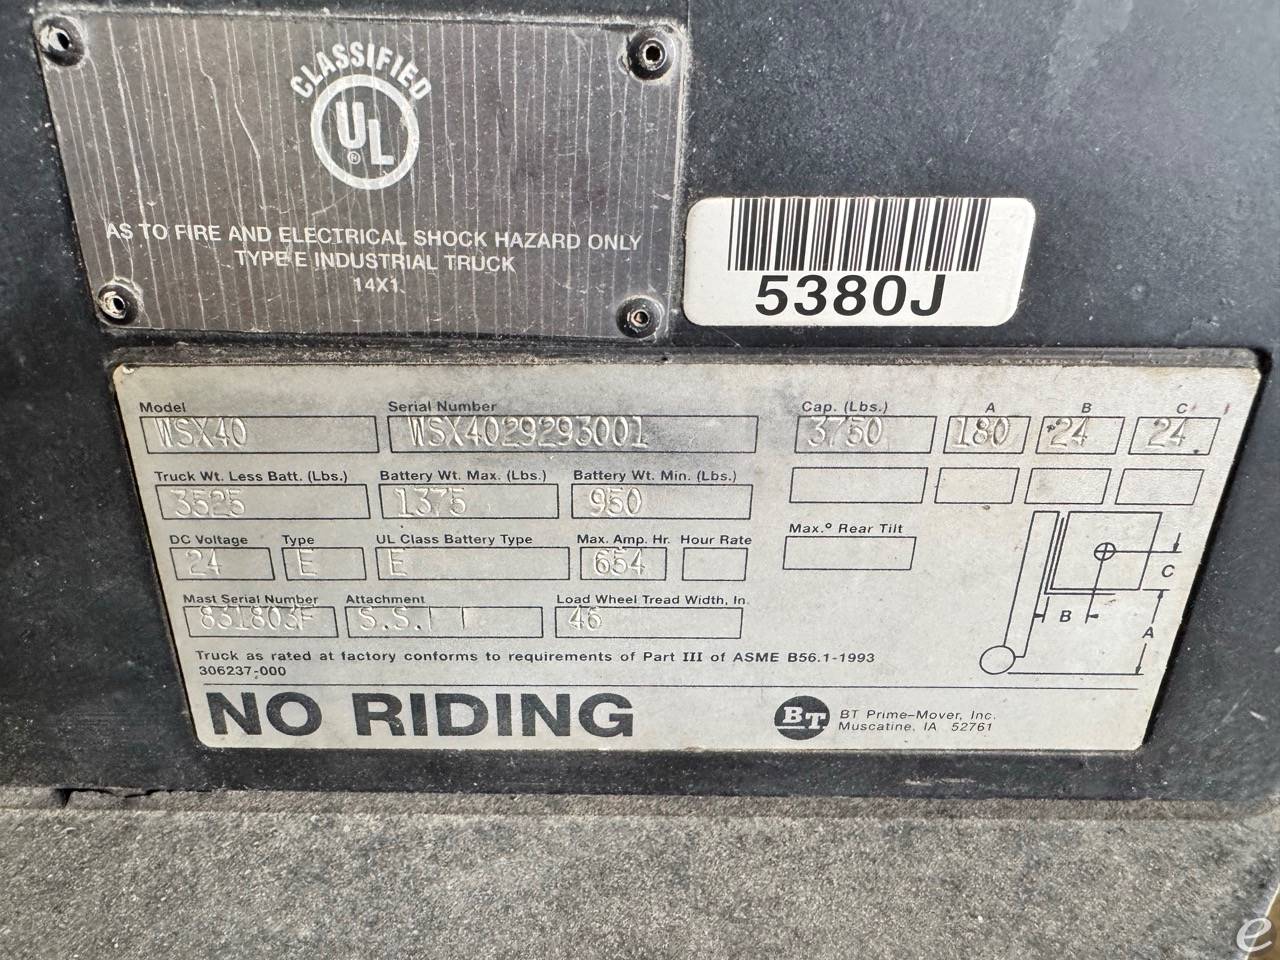 CLASSIFIED
UL
®
AS TO FIRE AND ELECTRICAL SHOCK HAZARD ONLY
TYPE E INDUSTRIAL TRUCK
14X1
5380J
Model Serial Number Cap. (Lbs.) A B C
WSX40 WSX4029293001 3750 180 24 24
Truck Wt. Less Batt. (Lbs.) Battery Wt. Max. (Lbs.) Battery Wt. Min. (Lbs.)
3525 1375 950
Max.° Rear Tilt
DC Voltage Type UL Class Battery Type Max. Amp. Hr. Hour Rate
24 E E 654
Mast Serial Number Attachment Load Wheel Tread Width, In.
831803F S.S. 46
C
B
A
Truck as rated at factory conforms to requirements of Part III of ASME B56.1-1993
306237-000
NO RIDING
BT
BT Prime-Mover, Inc.
Muscatine, IA 52761
e